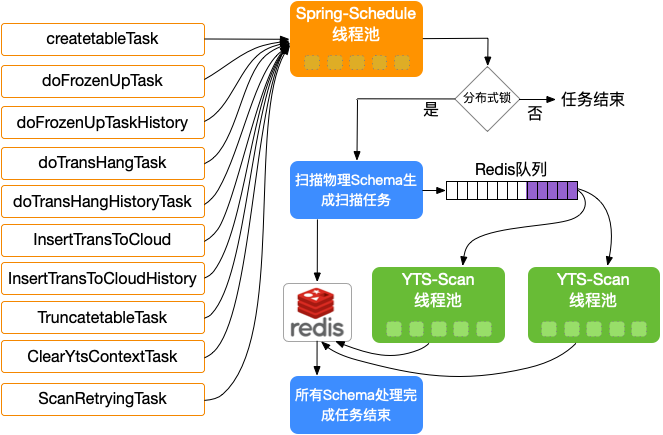 createtableTask
doFrozenUpTask
doFrozenUpTaskHistory
doTransHangTask
doTransHangHistoryTask
InsertTransToCloud
InsertTransToCloudHistory
TruncatetableTask
ClearYtsContextTask
ScanRetryingTask
Spring-Schedule
线程池
分布式锁
是
否
任务结束
扫描物理Schema生
成扫描任务
Redis队列
YTS-Scan
线程池
YTS-Scan
线程池
redis
所有Schema处理完
成任务结束